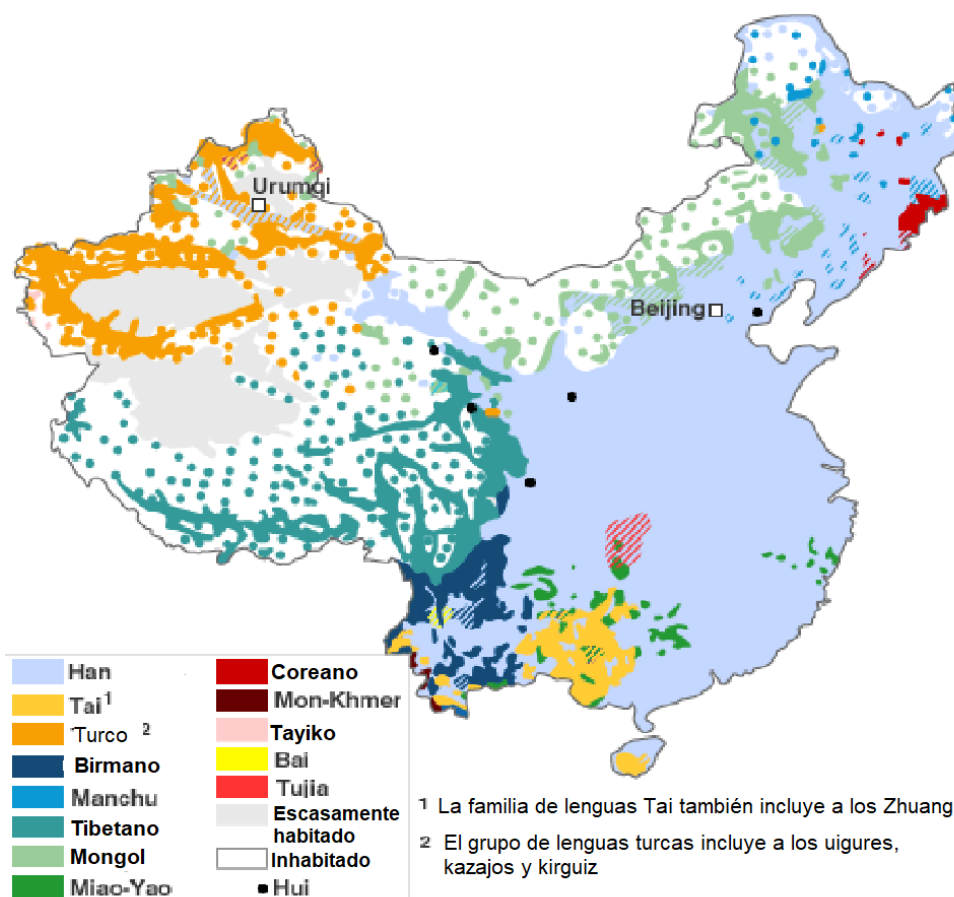 Urumqi
Beijing
Han
Tai¹
'Turco ²
Birmano
Manchu
Tibetano
Mongol
Miao-Yao
Coreano
Mon-Khmer
Tayiko
Bai
Tujia
Escasamente
habitado
Inhabitado
Hui
¹ La familia de lenguas Tai también incluye a los Zhuang
² El grupo de lenguas turcas incluye a los uigures,
kazajos y kirguiz